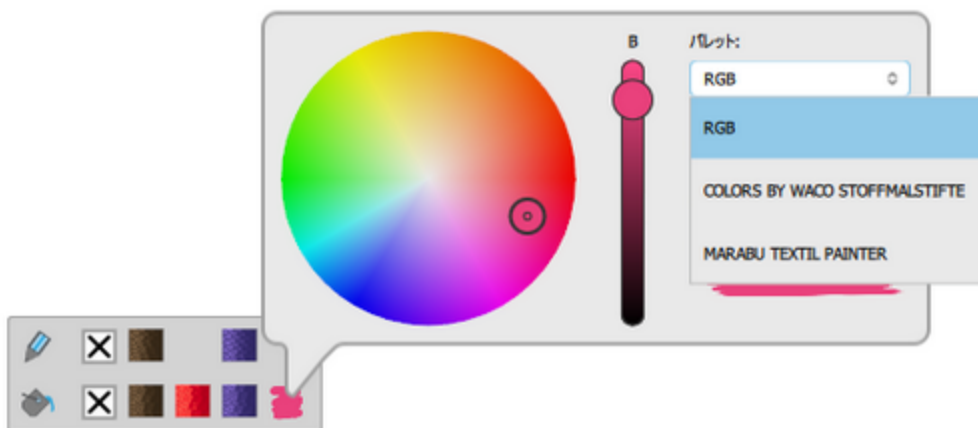 B
パレット:
RGB
RGB
COLORS BY WACO STOFFMALSTIFTE
MARABU TEXTIL PAINTER